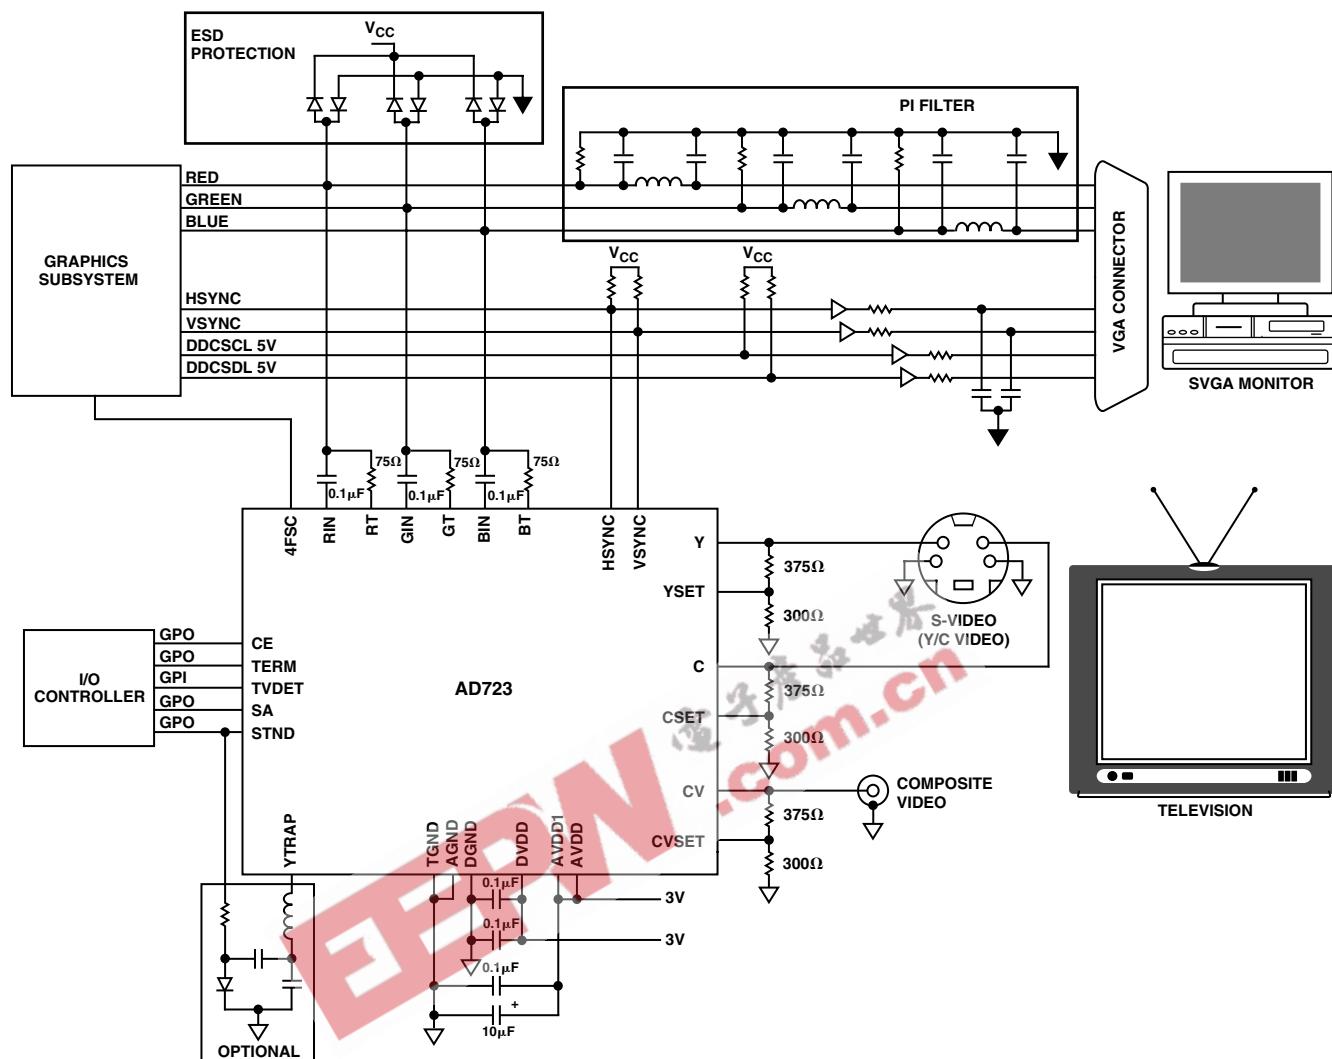 ESD
PROTECTION
VCC
PI FILTER
RED
GREEN
BLUE
GRAPHICS
SUBSYSTEM
HSYNC
VSYNC
DDCSCL 5V
DDCSDL 5V
VCC
VCC
VGA CONNECTOR
SVGA MONITOR
75Ω
75Ω
75Ω
0.1μF
0.1μF
0.1μF
4FSC
RIN
RT
GIN
GT
BIN
BT
HSYNC
VSYNC
Y
375Ω
YSET
300Ω
S-VIDEO
(Y/C VIDEO)
C
375Ω
CSET
300Ω
CV
375Ω
CVSET
300Ω
COMPOSITE
VIDEO
TELEVISION
I/O
CONTROLLER
GPO
GPO
GPI
GPO
GPO
CE
TERM
TVDET
SA
STND
AD723
YTRAP
TGND
AGND
DGND
DVDD
AVDD1
AVDD
0.1μF
3V
0.1μF
3V
0.1μF
+
10μF
OPTIONAL
EEPW.com.cn
电子产品世界